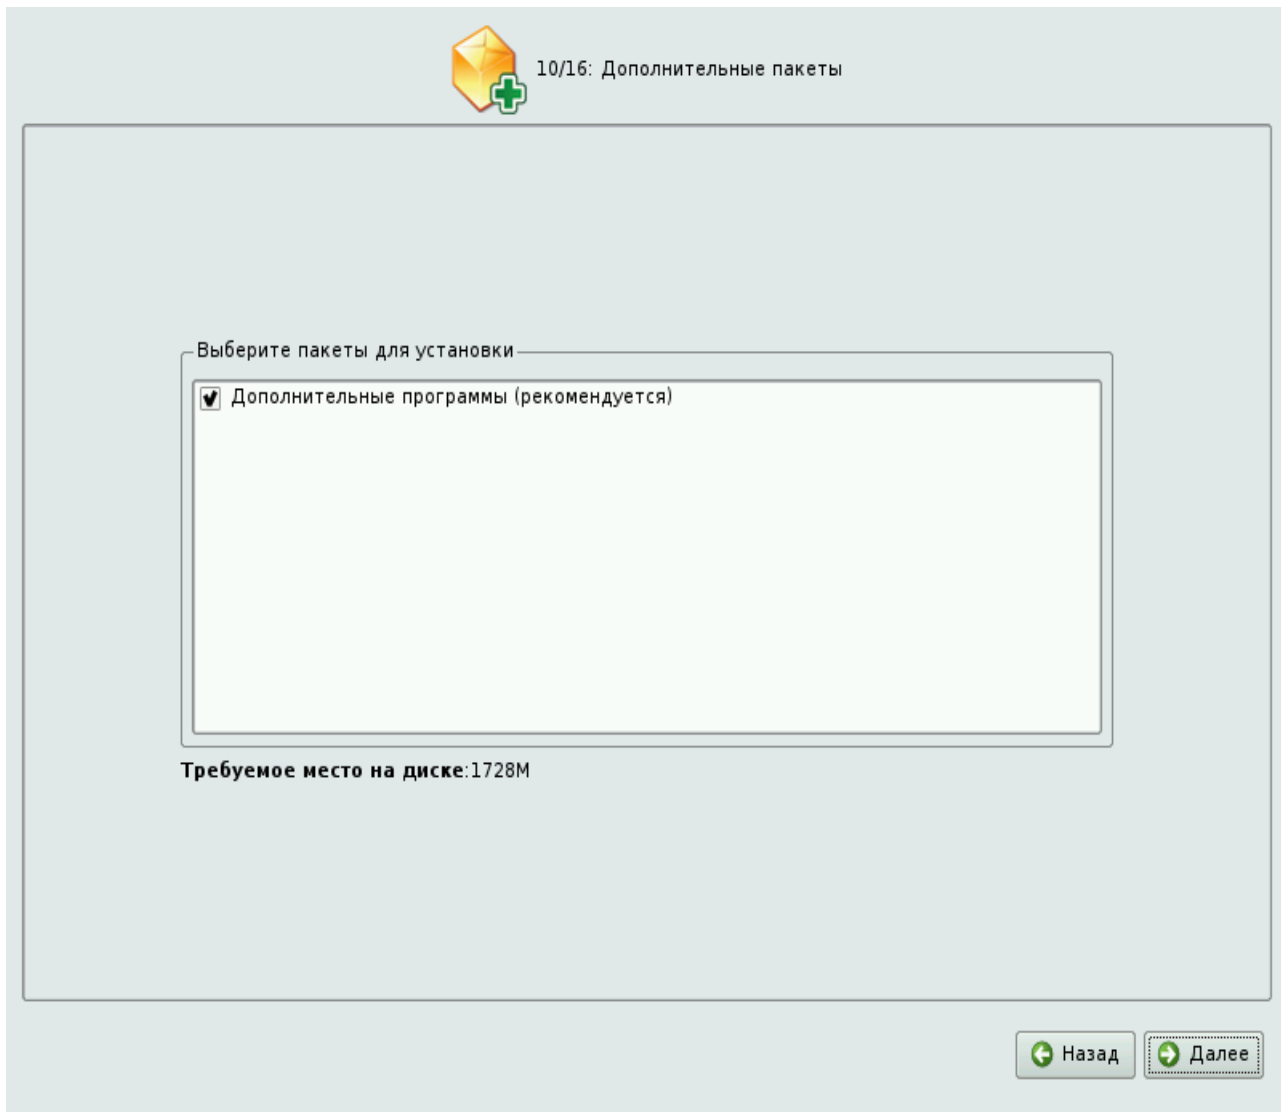 10/16: Дополнительные пакеты
Выберите пакеты для установки
Дополнительные программы (рекомендуется)
Требуемое место на диске:1728M
Назад
Далее